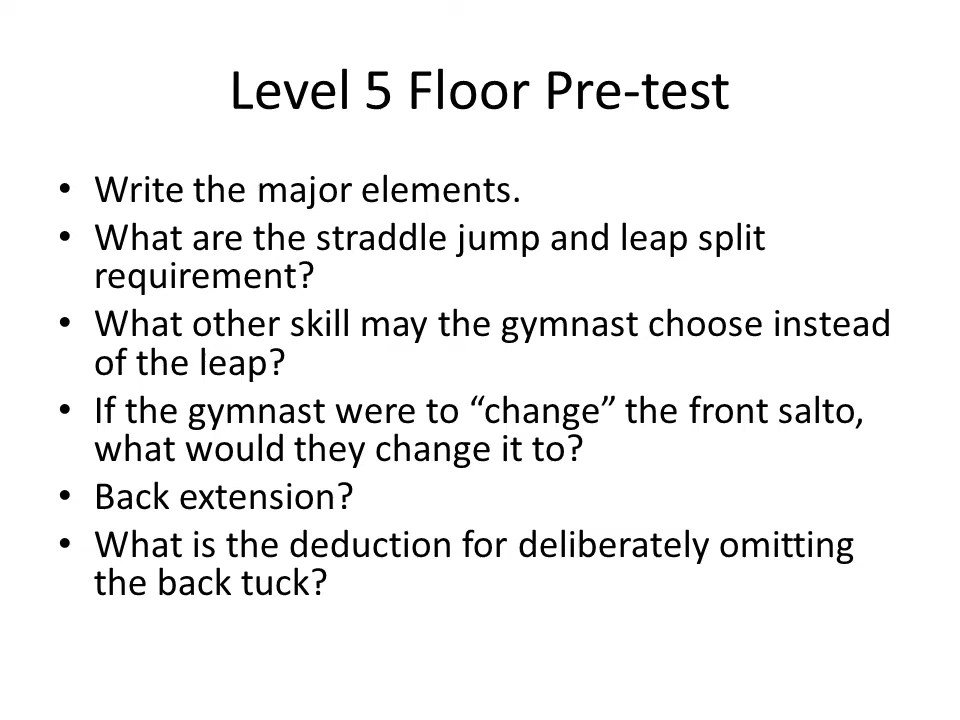 Level 5 Floor Pre-test
• Write the major elements.
• What are the straddle jump and leap split
requirement?
• What other skill may the gymnast choose instead
of the leap?
• If the gymnast were to “change” the front salto,
what would they change it to?
• Back extension?
• What is the deduction for deliberately omitting
the back tuck?